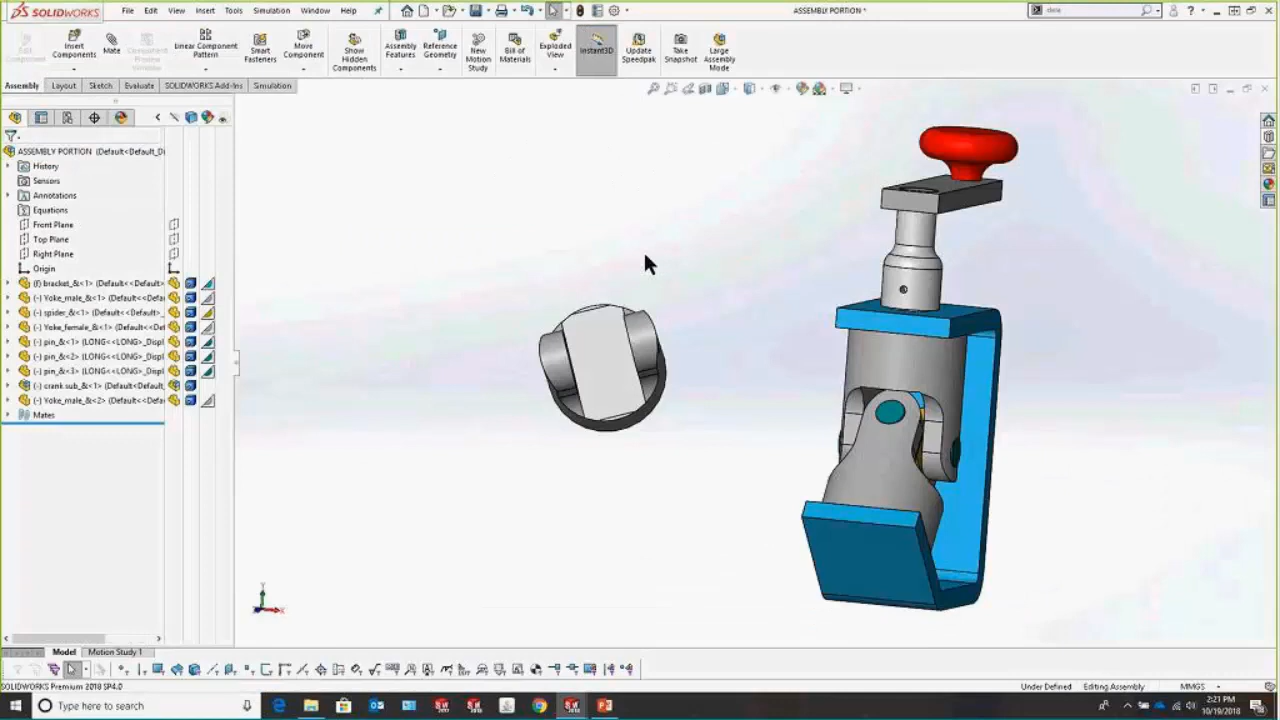 SOLIDWORKS File Edit View Insert Tools Simulation Window Help ASSEMBLY PORTION *
Edit Component
Insert Components
Mate
Component Preview Window
Linear Component Pattern
Smart Fasteners
Move Component
Show Hidden Components
Assembly Features
Reference Geometry
New Motion Study
Bill of Materials
Exploded View
Instant3D
Update Speedpak
Take Snapshot
Large Assembly Mode
Assembly Layout Sketch Evaluate SOLIDWORKS Add-Ins Simulation
ASSEMBLY PORTION (Default<Default_D
History
Sensors
Annotations
Equations
Front Plane
Top Plane
Right Plane
Origin
(f) bracket_&<1> (Default<Default>
(-) Yoke_male_&<1> (Default<<Defa
(-) spider_&<1> (Default<<Default>
(-) Yoke_female_&<1> (Default<<Def
(-) pin_&<1> (LONG<<LONG>_Displ
(-) pin_&<2> (LONG<<LONG>_Displ
(-) pin_&<3> (LONG<<LONG>_Displ
(-) crank sub_&<1> (Default<Default
(-) Yoke_male_&<2> (Default<<Defa
Mates
Y
X
Model Motion Study 1
SOLIDWORKS Premium 2018 SP4.0 Under Defined Editing Assembly MMGS
Type here to search
2:21 PM
10/19/2018